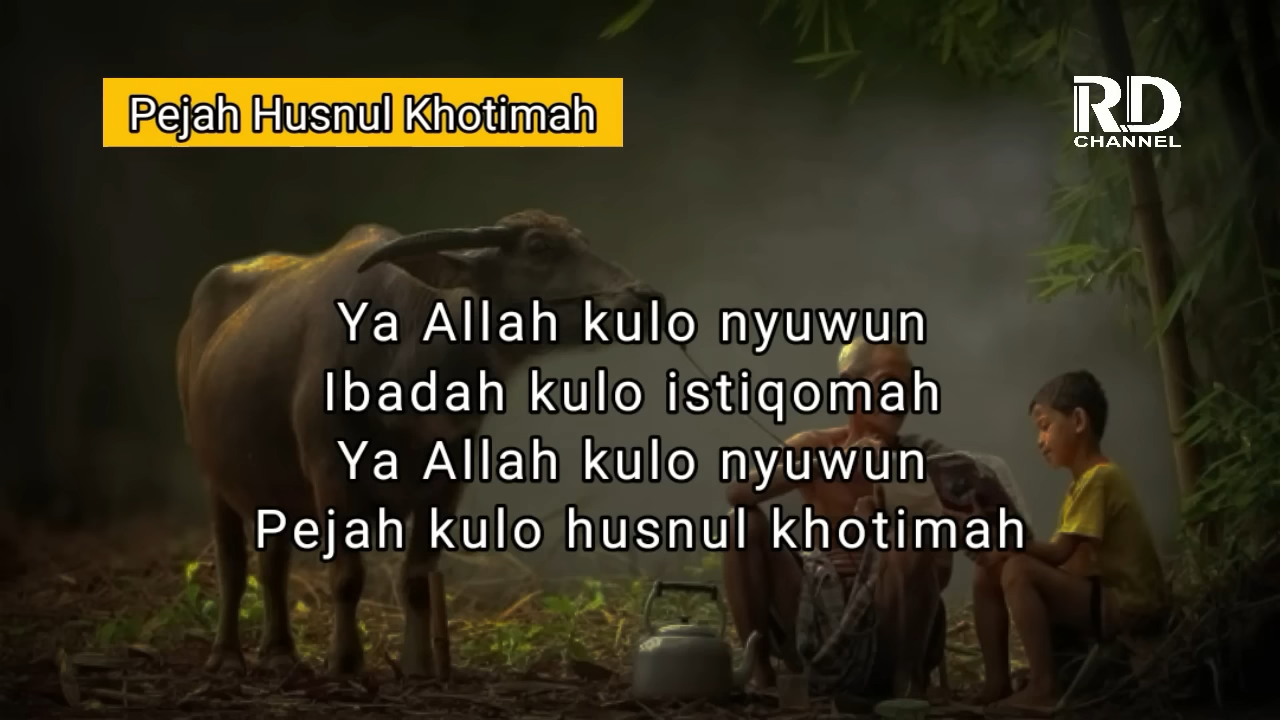 Pejah Husnul Khotimah
RD
CHANNEL
Ya Allah kulo nyuwun
Ibadah kulo istiqomah
Ya Allah kulo nyuwun
Pejah kulo husnul khotimah